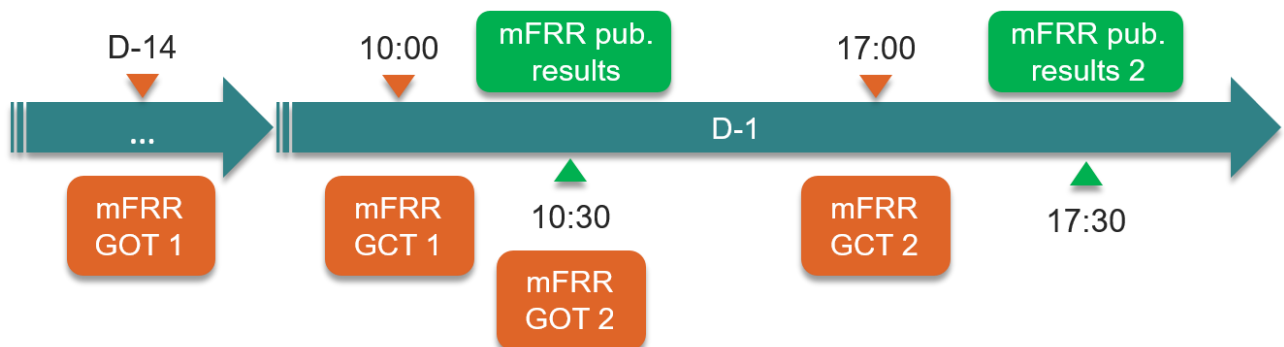 D-14
10:00
mFRR pub.
results
17:00
mFRR pub.
results 2
...
D-1
mFRR
GOT 1
mFRR
GCT 1
10:30
mFRR
GOT 2
mFRR
GCT 2
17:30